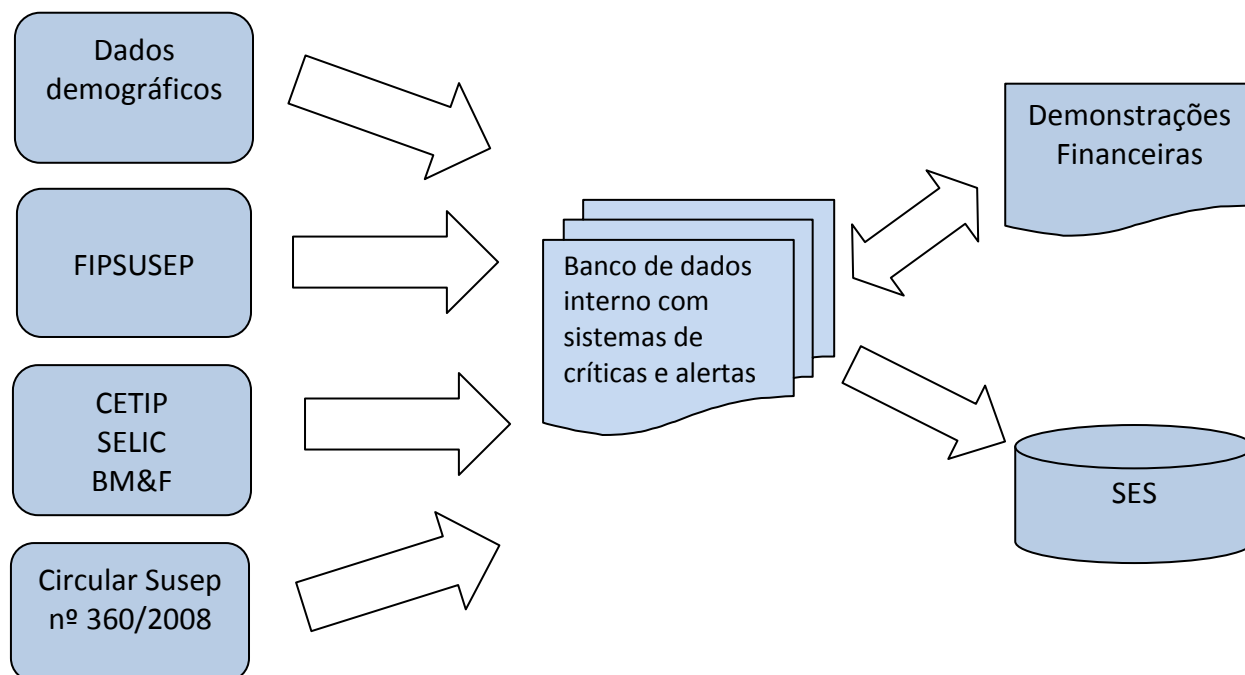 Dados
demográficos
FIPSUSEP
CETIP
SELIC
BM&F
Circular Susep
nº 360/2008
Banco de dados
interno com
sistemas de
críticas e alertas
Demonstrações
Financeiras
SES